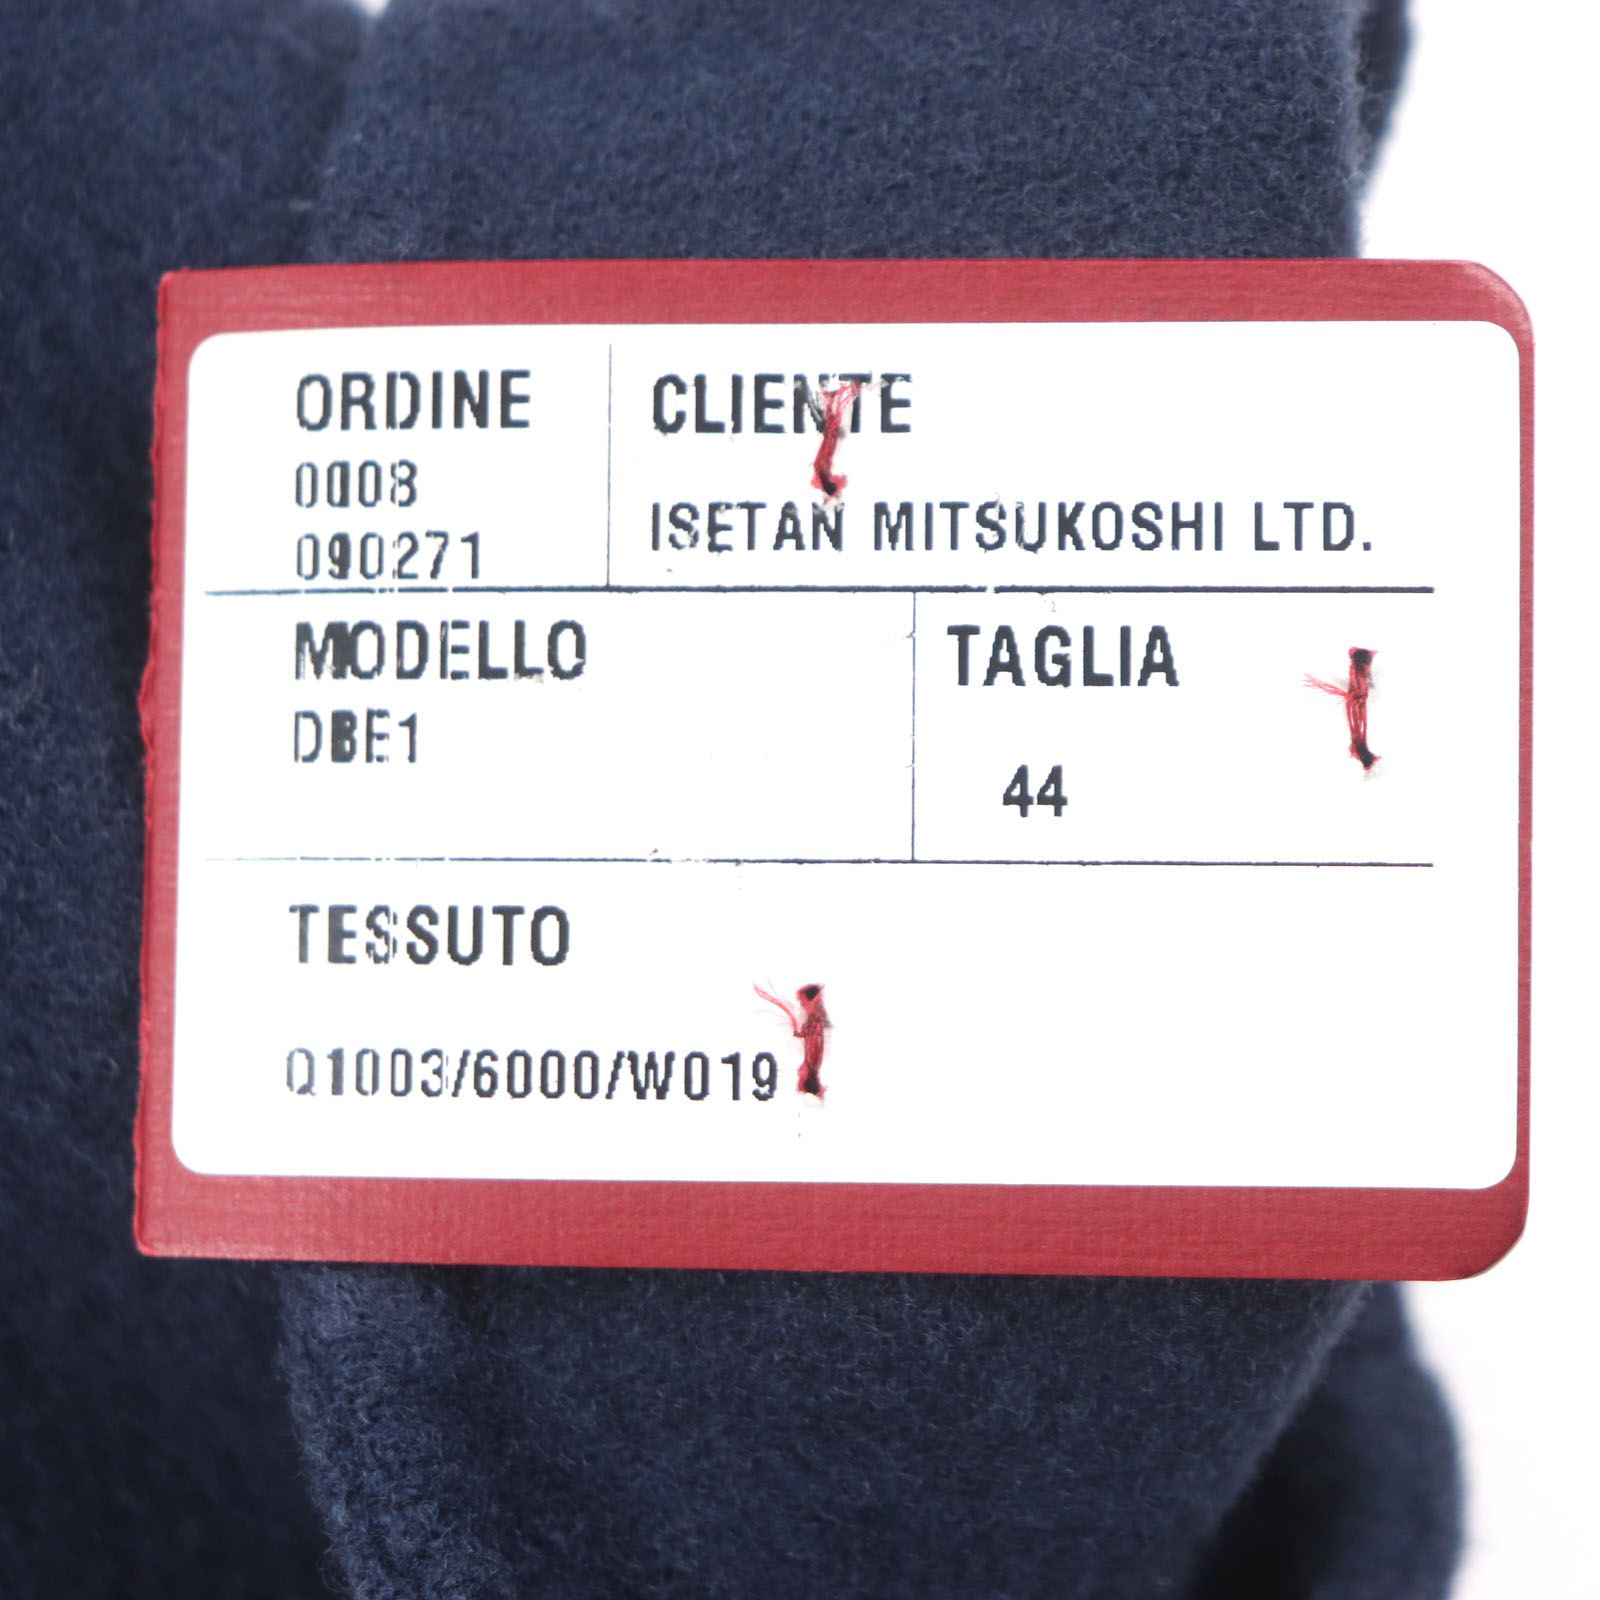 ORDINE
0008
090271
CLIENTE
ISETAN MITSUKOSHI LTD.
MODELLO
DBE1
TAGLIA
44
TESSUTO
Q1003/6000/W019